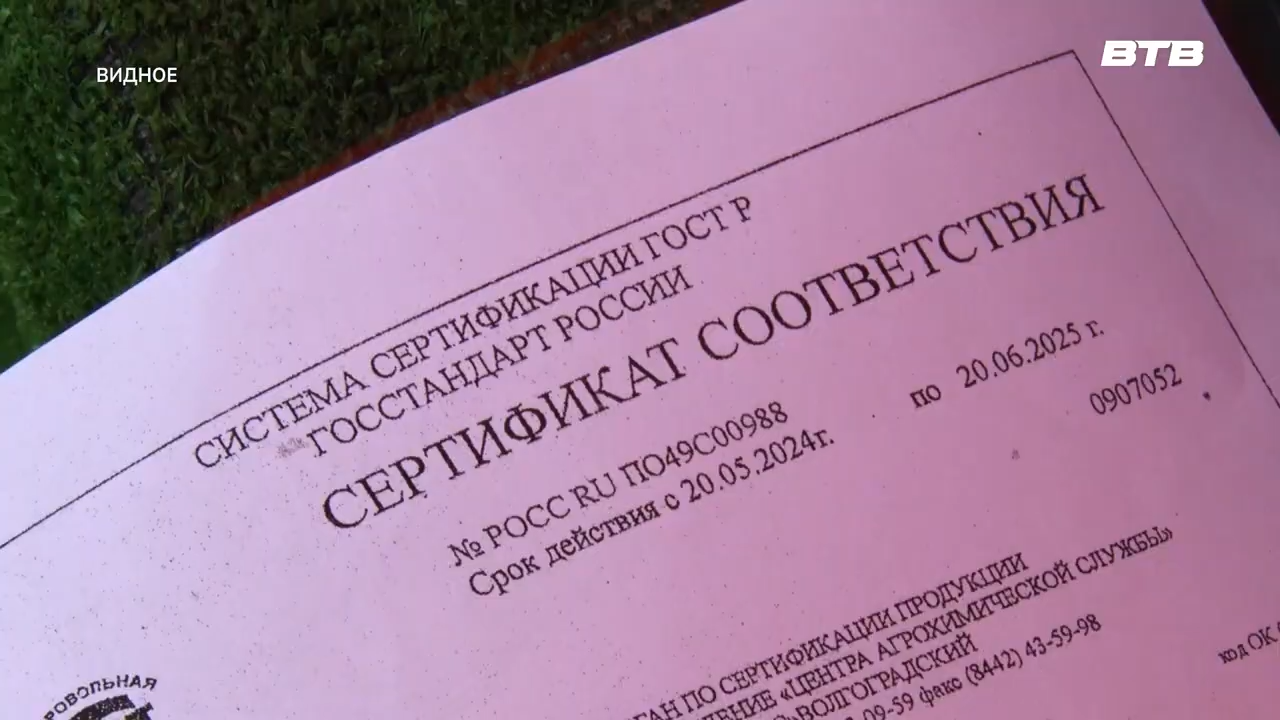 ВИДНОЕ
ВТВ
СИСТЕМА СЕРТИФИКАЦИИ ГОСТ Р
ГОССТАНДАРТ РОССИИ
СЕРТИФИКАТ СООТВЕТСТВИЯ
№ РОСС RU ПО49С00988
Срок действия с 20.05.2024г. по 20.06.2025 г.
0907052
ПО СЕРТИФИКАЦИИ ПРОДУКЦИИ
«ЦЕНТРА АГРОХИМИЧЕСКОЙ СЛУЖБЫ»
ВОЛГОГРАДСКИЙ
09-59 факс (8442) 43-59-98
код ОК